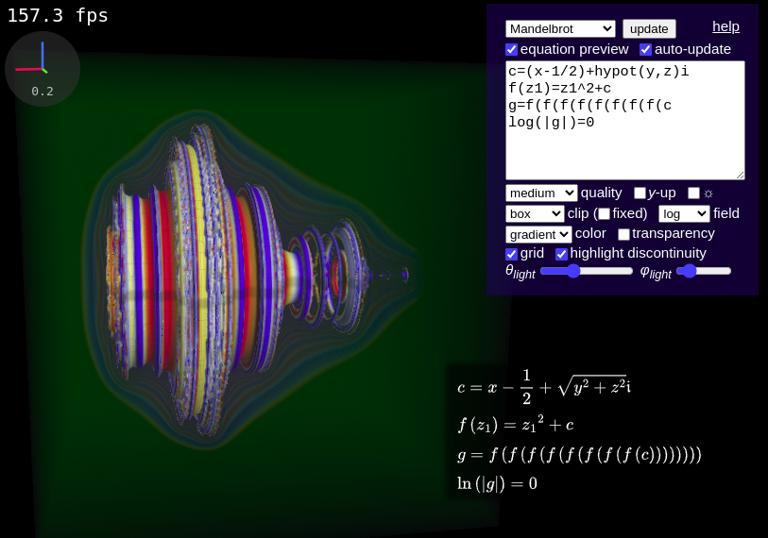 157.3 fps
0.2
Mandelbrot update help
equation preview auto-update
c=(x-1/2)+hypot(y,z)i
f(z1)=z1^2+c
g=f(f(f(f(f(f(f(f(c
log(|g|)=0
medium quality y-up ☼
box clip (fixed) log field
gradient color transparency
grid highlight discontinuity
θlight φlight
c = x − 1/2 + √(y² + z²)i
f(z₁) = z₁² + c
g = f(f(f(f(f(f(f(f(c))))))))
ln(|g|) = 0